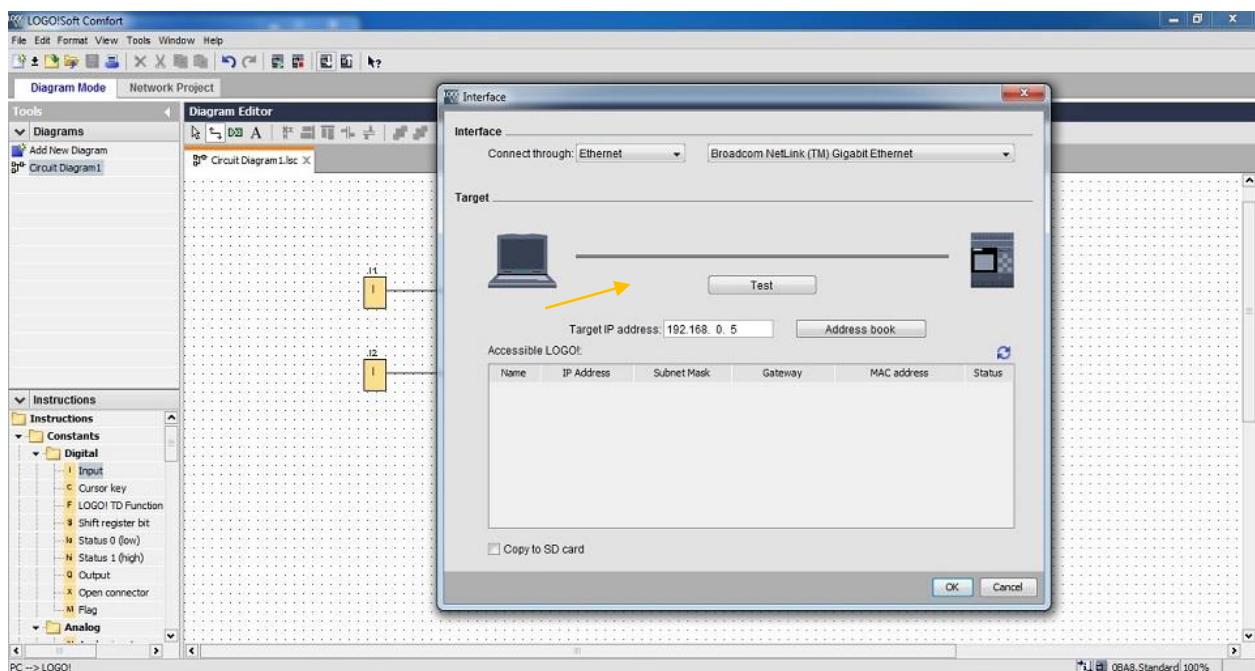 LOGO!Soft Comfort
File Edit Format View Tools Window Help
Diagram Mode Network Project
Tools
Diagrams
Add New Diagram
Circuit Diagram1
Diagram Editor
Circuit Diagram1.lsc
I1
I
I2
I
Instructions
Instructions
Constants
Digital
I Input
C Cursor key
F LOGO! TD Function
S Shift register bit
lo Status 0 (low)
hi Status 1 (high)
Q Output
X Open connector
M Flag
Analog
PC --> LOGO!
Interface
Interface
Connect through: Ethernet Broadcom NetLink (TM) Gigabit Ethernet
Target
Test
Target IP address: 192.168. 0. 5 Address book
Accessible LOGO!:
Name IP Address Subnet Mask Gateway MAC address Status
Copy to SD card
OK Cancel
0BA8.Standard 100%